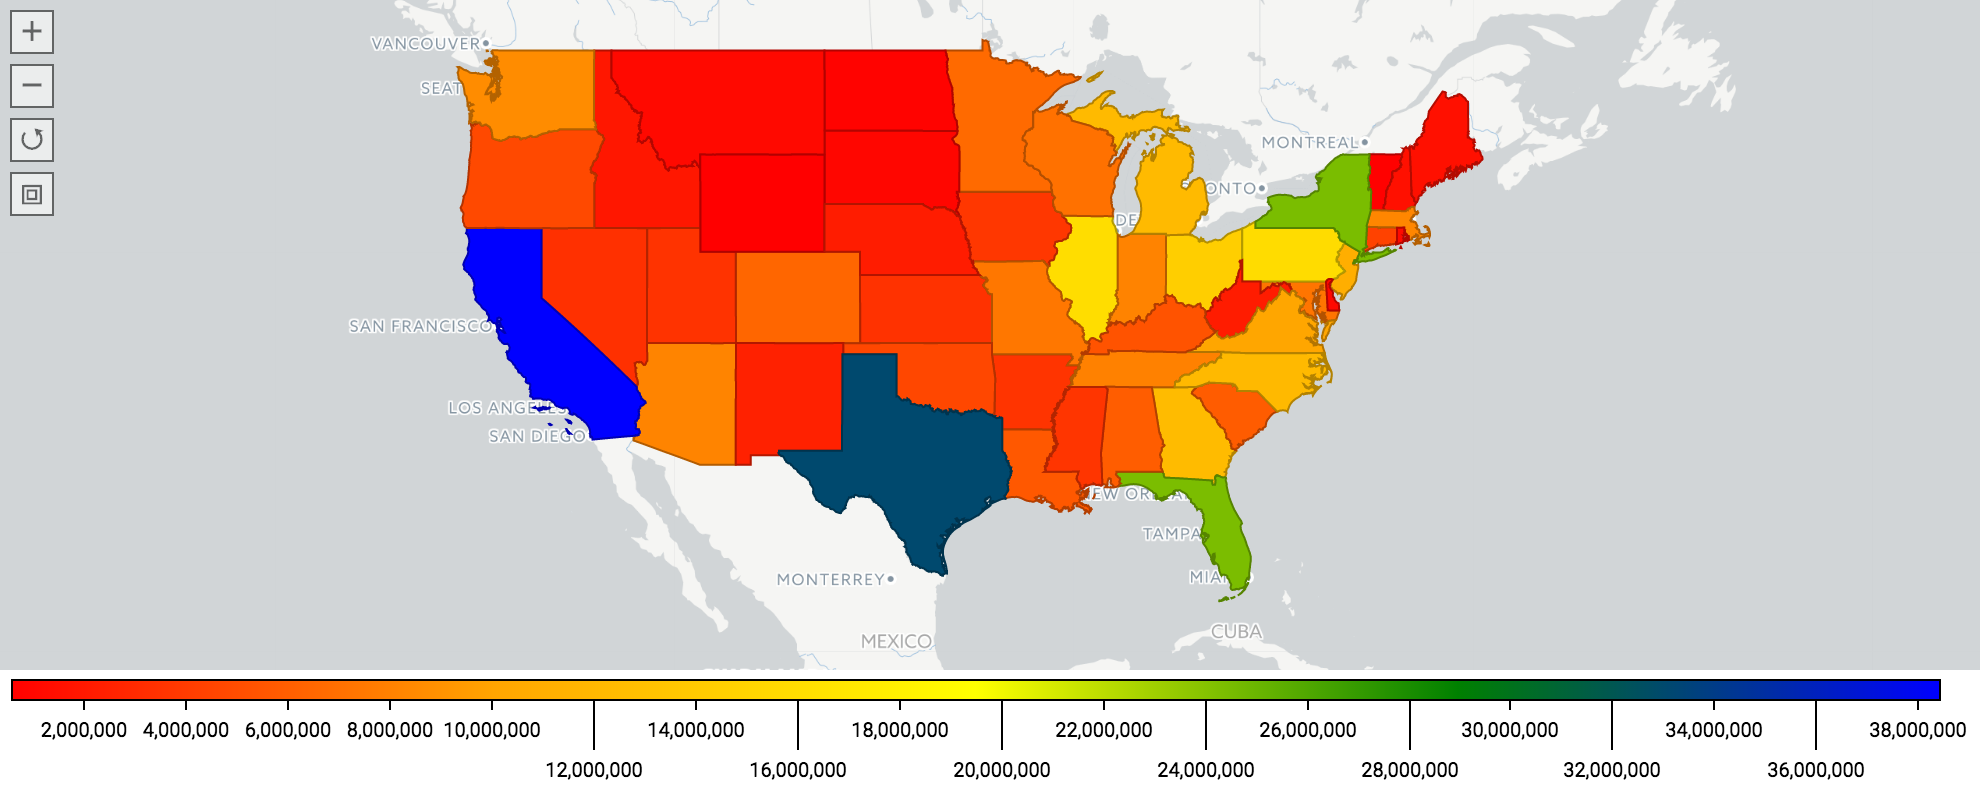 VANCOUVER
SEAT
MONTREAL
ONTO
DE
SAN FRANCISCO
LOS ANGELES
SAN DIEGO
EW ORLEA
TAMPA
MIAMI
MONTERREY
MEXICO
CUBA
2,000,000 4,000,000 6,000,000 8,000,000 10,000,000 14,000,000 18,000,000 22,000,000 26,000,000 30,000,000 34,000,000 38,000,000
12,000,000 16,000,000 20,000,000 24,000,000 28,000,000 32,000,000 36,000,000